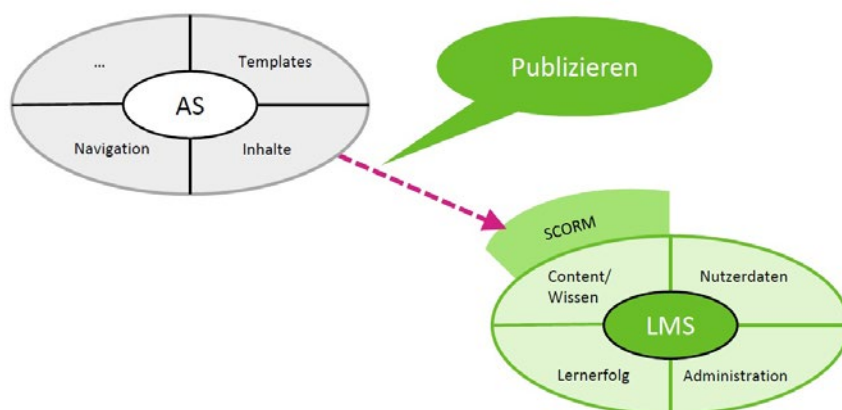 ...
Templates
AS
Navigation
Inhalte
Publizieren
SCORM
Content/
Wissen
Nutzerdaten
LMS
Lernerfolg
Administration